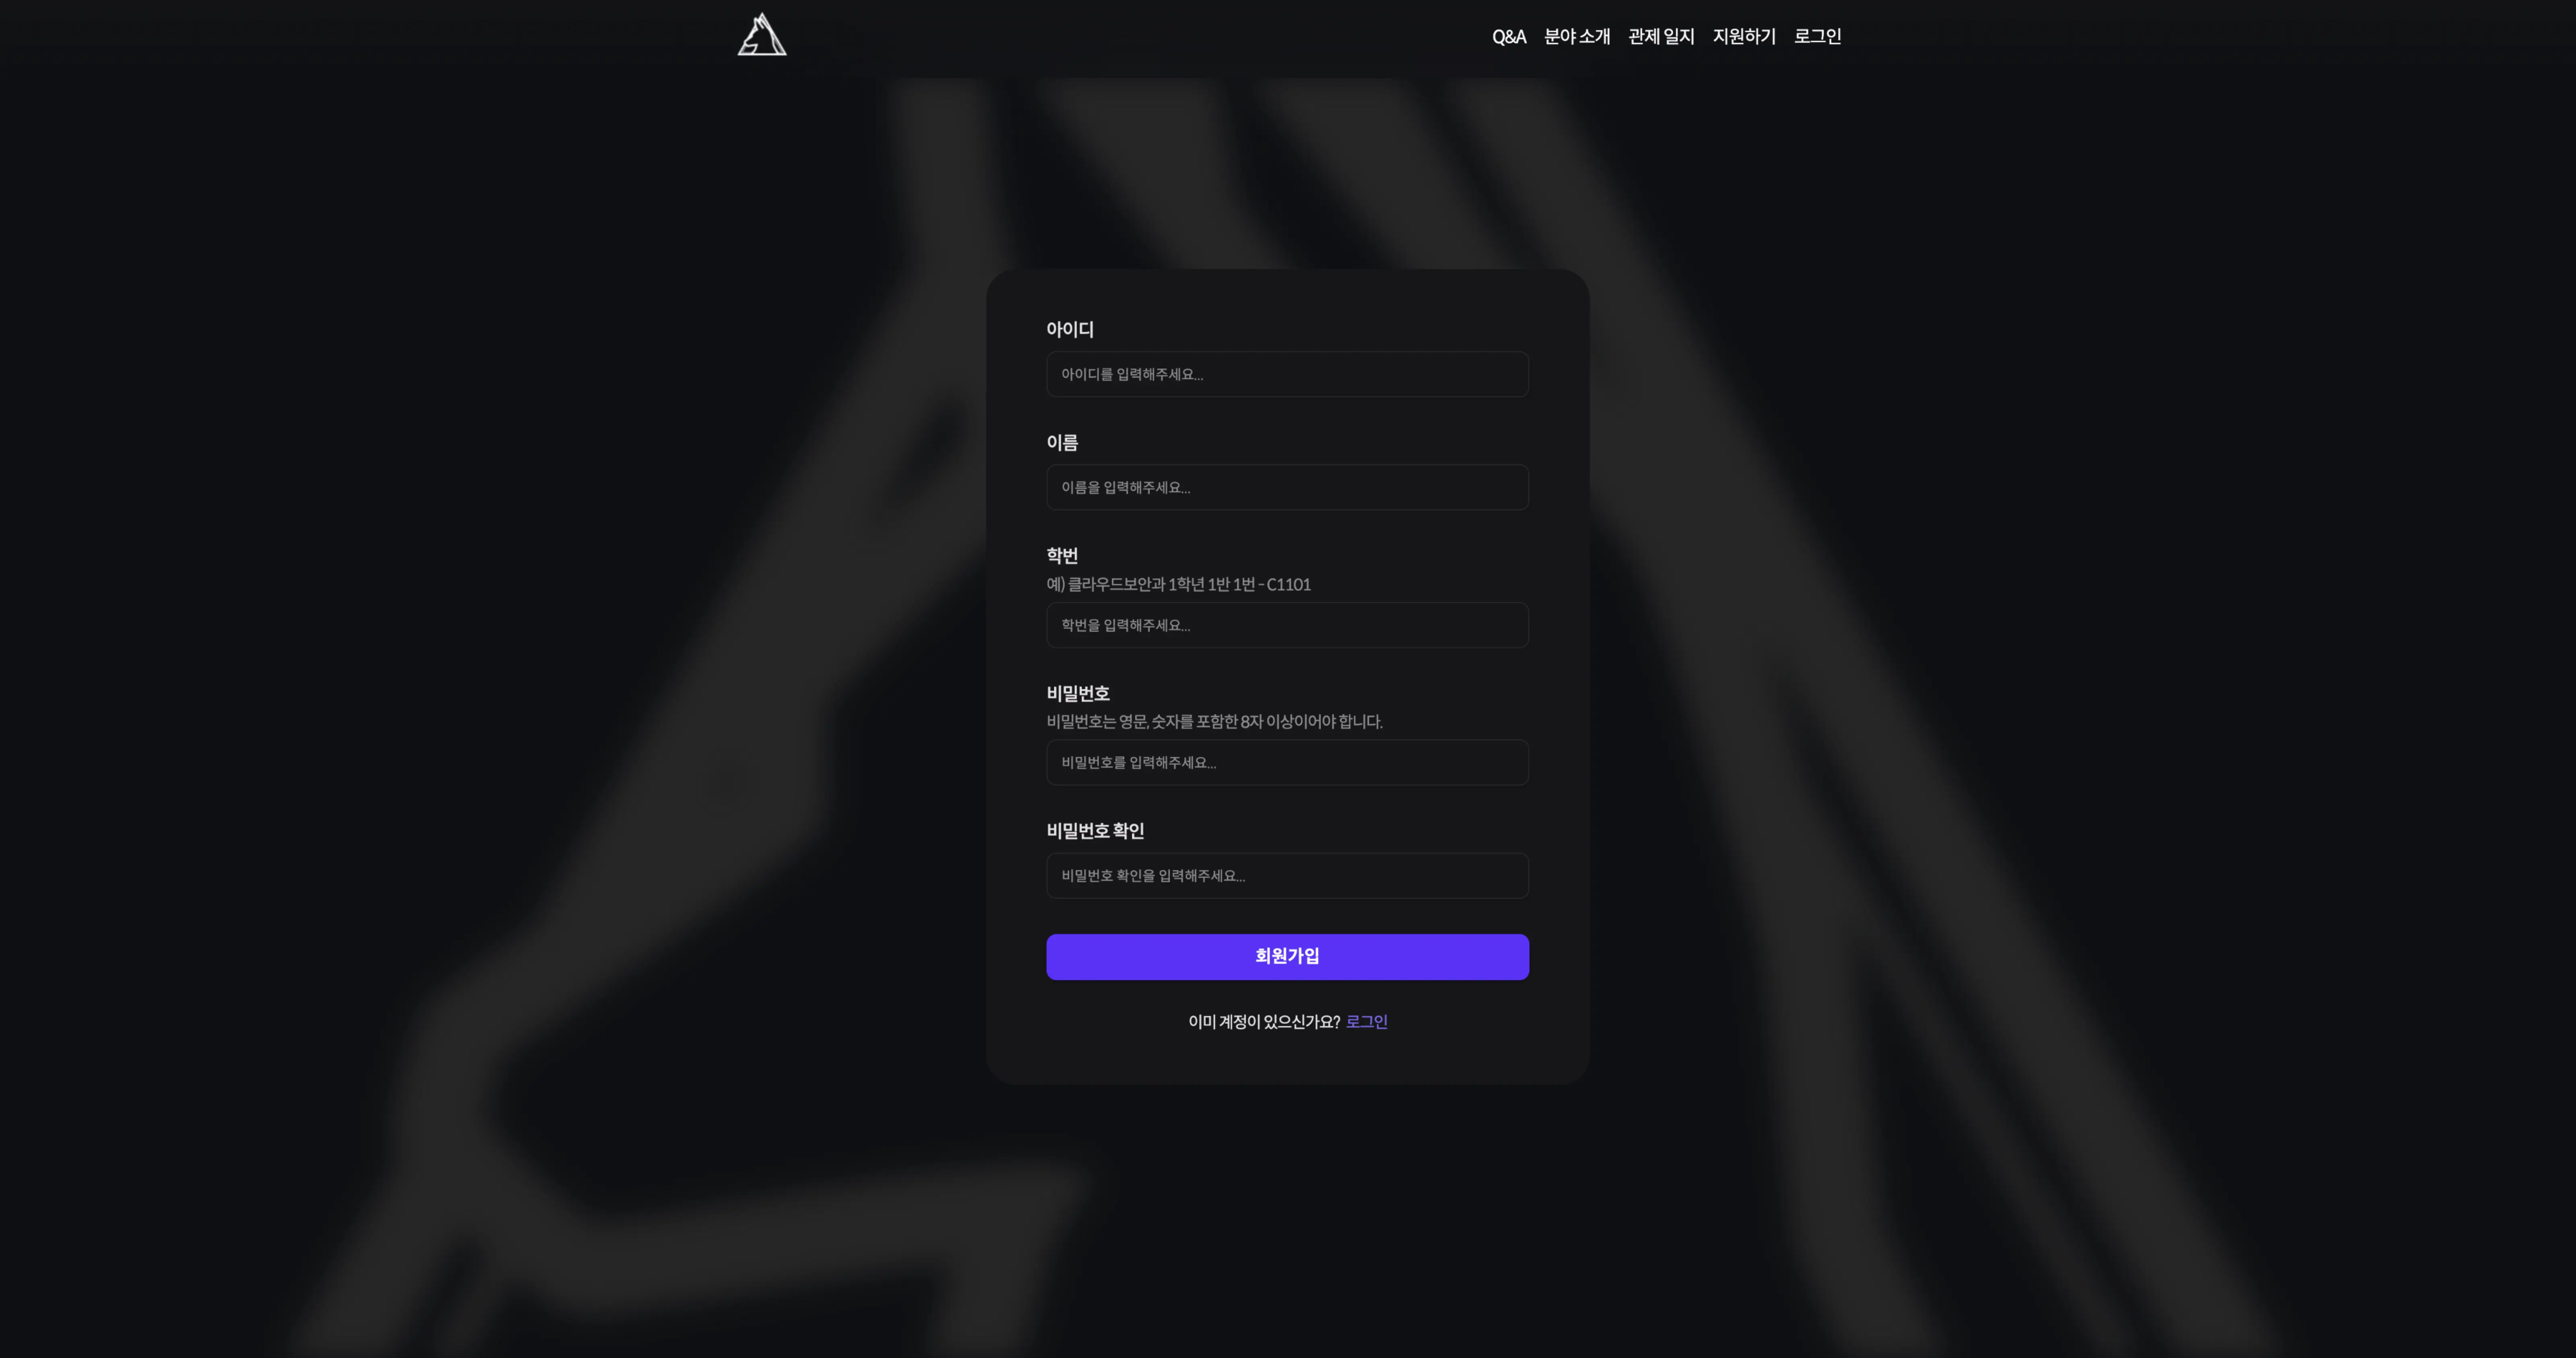 Q&A 분야 소개 관제 일지 지원하기 로그인
아이디
아이디를 입력해주세요...
이름
이름을 입력해주세요...
학번
예) 클라우드보안과 1학년 1반 1번 - C1101
학번을 입력해주세요...
비밀번호
비밀번호는 영문, 숫자를 포함한 8자 이상이어야 합니다.
비밀번호를 입력해주세요...
비밀번호 확인
비밀번호 확인을 입력해주세요...
회원가입
이미 계정이 있으신가요? 로그인